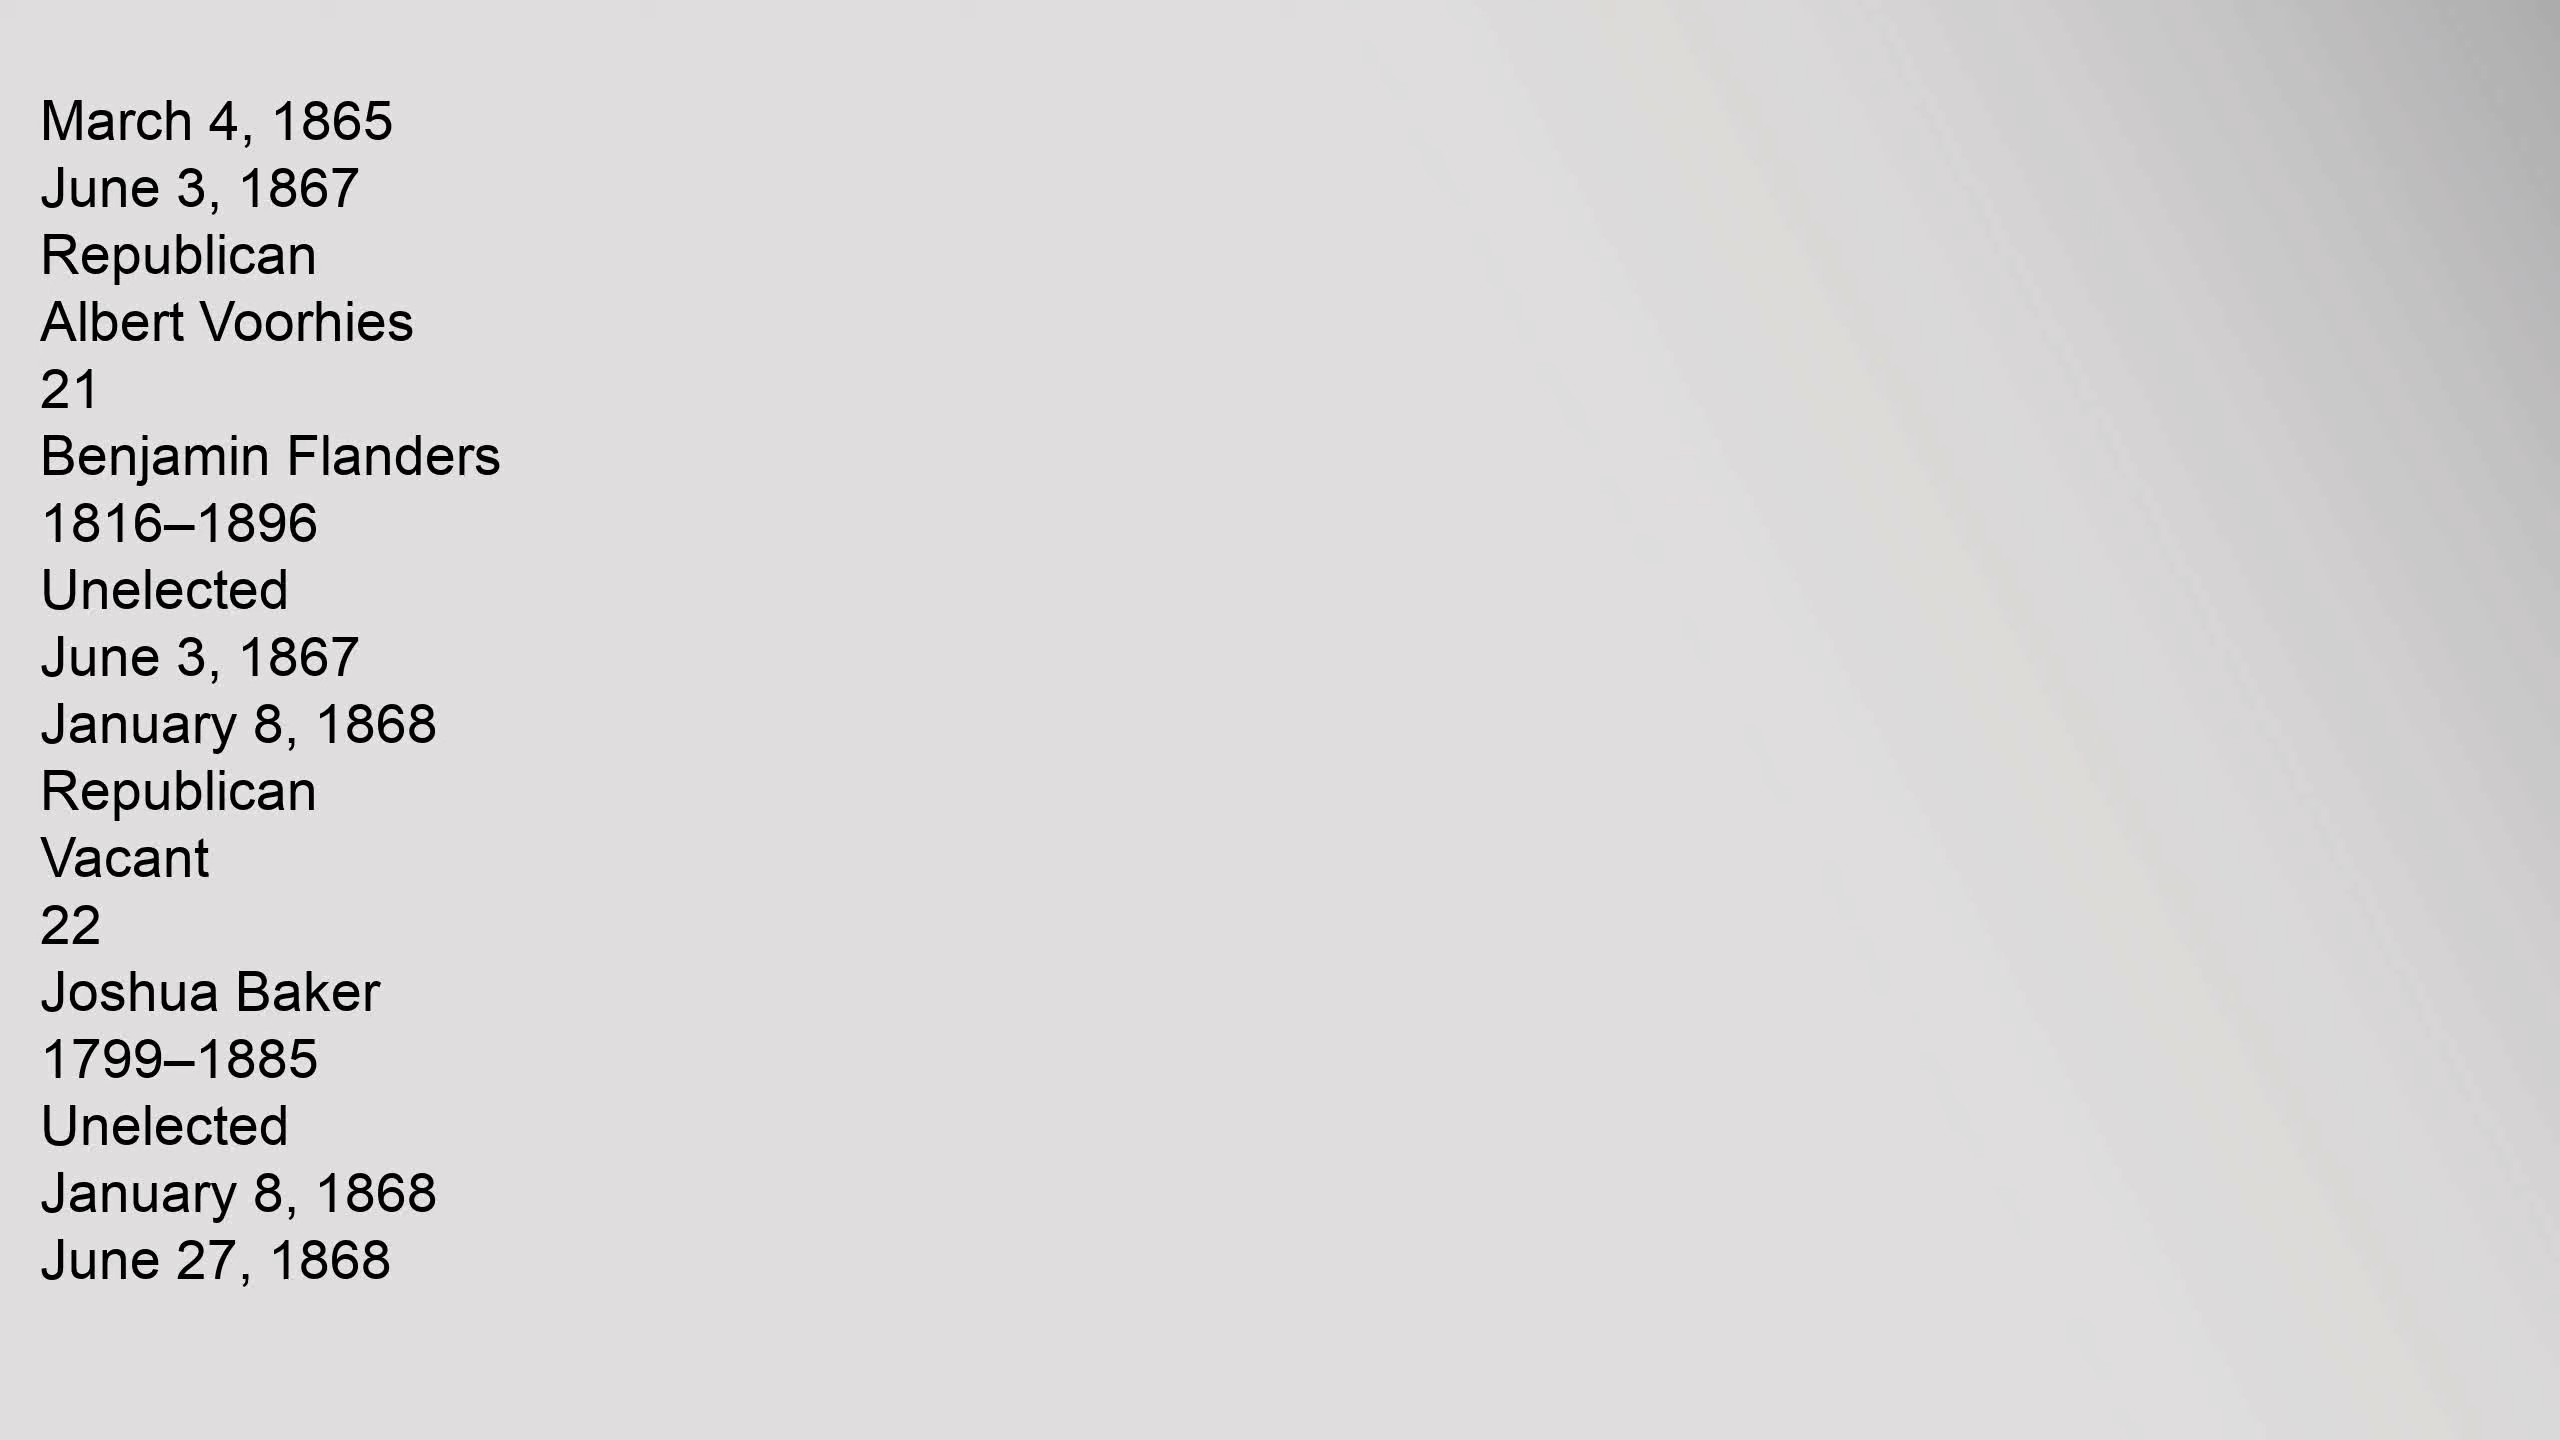 March 4, 1865
June 3, 1867
Republican
Albert Voorhies
21
Benjamin Flanders
1816–1896
Unelected
June 3, 1867
January 8, 1868
Republican
Vacant
22
Joshua Baker
1799–1885
Unelected
January 8, 1868
June 27, 1868